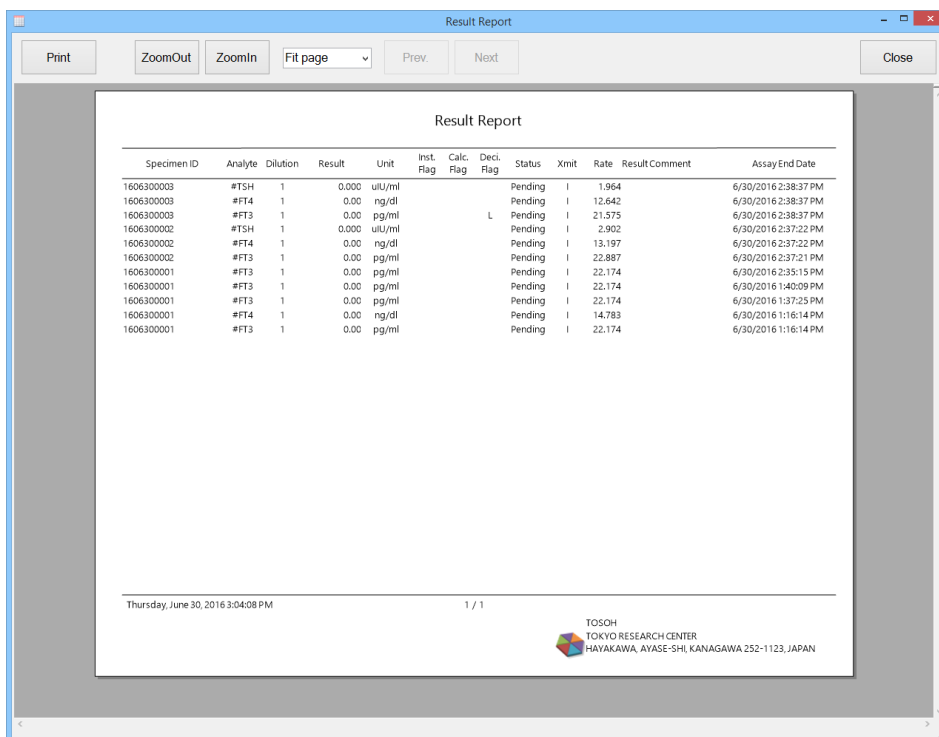 Result Report
Print ZoomOut ZoomIn Fit page Prev. Next Close
Result Report
Specimen ID Analyte Dilution Result Unit Inst. Flag Calc. Flag Deci. Flag Status Xmit Rate Result Comment Assay End Date
1606300003 #TSH 1 0.000 uIU/ml Pending I 1.964 6/30/2016 2:38:37 PM
1606300003 #FT4 1 0.00 ng/dl Pending I 12.642 6/30/2016 2:38:37 PM
1606300003 #FT3 1 0.00 pg/ml L Pending I 21.575 6/30/2016 2:38:37 PM
1606300002 #TSH 1 0.000 uIU/ml Pending I 2.902 6/30/2016 2:37:22 PM
1606300002 #FT4 1 0.00 ng/dl Pending I 13.197 6/30/2016 2:37:22 PM
1606300002 #FT3 1 0.00 pg/ml Pending I 22.887 6/30/2016 2:37:21 PM
1606300001 #FT3 1 0.00 pg/ml Pending I 22.174 6/30/2016 2:35:15 PM
1606300001 #FT3 1 0.00 pg/ml Pending I 22.174 6/30/2016 1:40:09 PM
1606300001 #FT3 1 0.00 pg/ml Pending I 22.174 6/30/2016 1:37:25 PM
1606300001 #FT4 1 0.00 ng/dl Pending I 14.783 6/30/2016 1:16:14 PM
1606300001 #FT3 1 0.00 pg/ml Pending I 22.174 6/30/2016 1:16:14 PM
Thursday, June 30, 2016 3:04:08 PM 1 / 1
TOSOH
TOKYO RESEARCH CENTER
HAYAKAWA, AYASE-SHI, KANAGAWA 252-1123, JAPAN